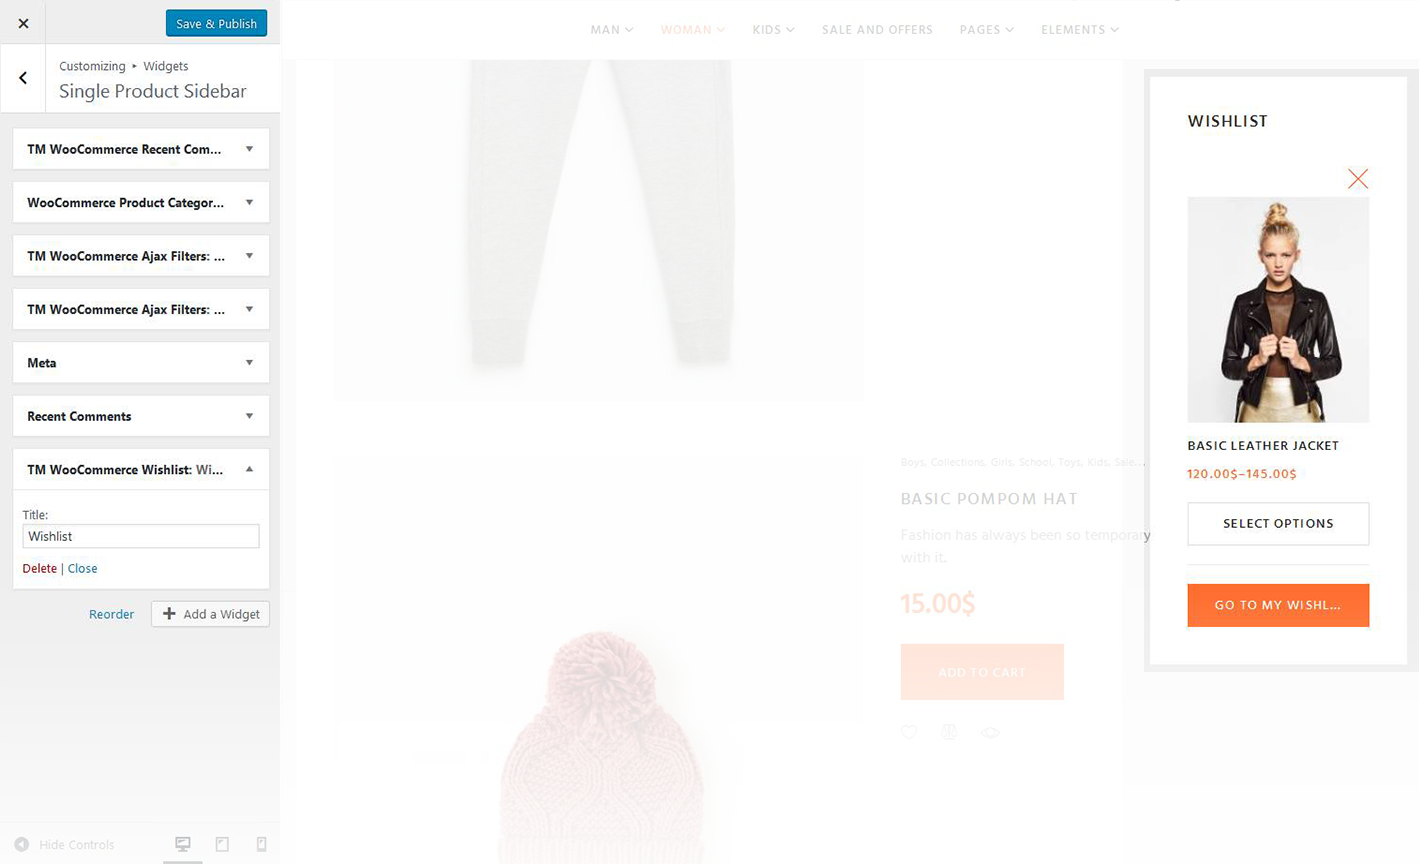 Save & Publish
Customizing ▸ Widgets
Single Product Sidebar
TM WooCommerce Recent Com...
WooCommerce Product Categor...
TM WooCommerce Ajax Filters: ...
TM WooCommerce Ajax Filters: ...
Meta
Recent Comments
TM WooCommerce Wishlist: Wi...
Title:
Wishlist
Delete | Close
Reorder
Add a Widget
Hide Controls
MAN
WOMAN
KIDS
SALE AND OFFERS
PAGES
ELEMENTS
Boys, Collections, Girls, School, Toys, Kids, Sale...
BASIC POMPOM HAT
Fashion has always been so temporary
with it.
15.00$
ADD TO CART
WISHLIST
BASIC LEATHER JACKET
120.00$–145.00$
SELECT OPTIONS
GO TO MY WISHL...